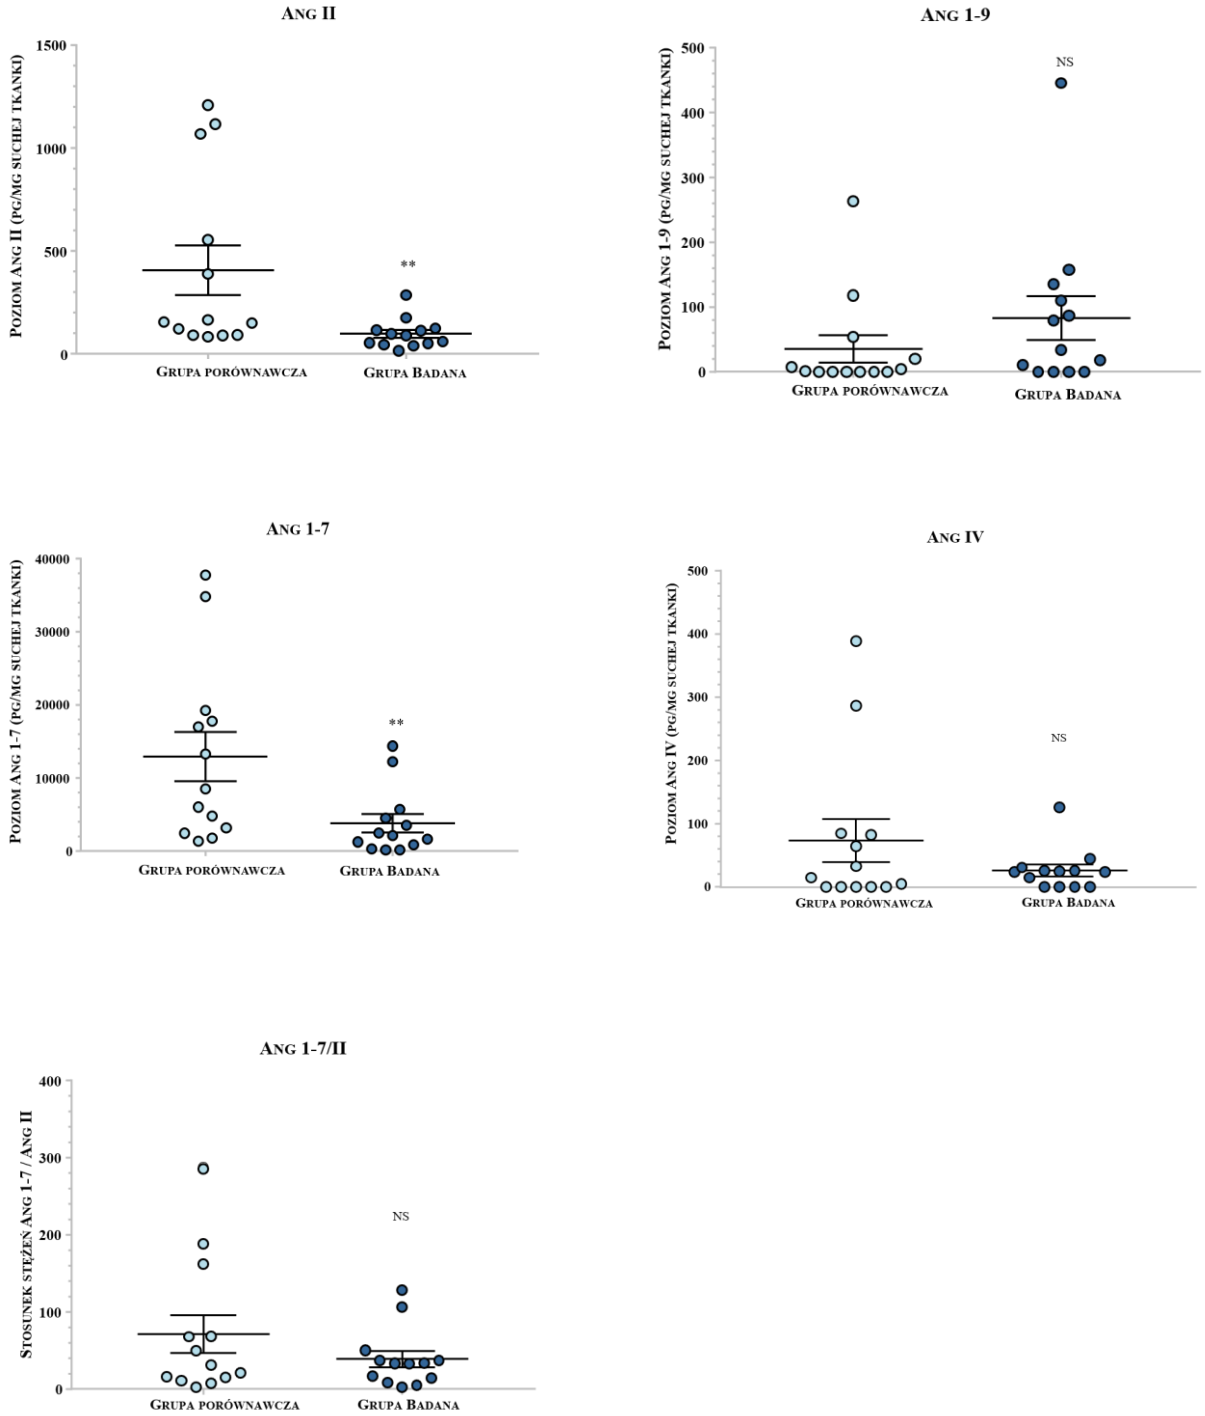 Ang II
Poziom Ang II (pg/mg suchej tkanki)
1500
1000
500
0
**
Grupa porównawcza
Grupa Badana
Ang 1-9
Poziom Ang 1-9 (pg/mg suchej tkanki)
500
400
300
200
100
0
NS
Grupa porównawcza
Grupa Badana
Ang 1-7
Poziom Ang 1-7 (pg/mg suchej tkanki)
40000
30000
20000
10000
0
**
Grupa porównawcza
Grupa Badana
Ang IV
Poziom Ang IV (pg/mg suchej tkanki)
500
400
300
200
100
0
NS
Grupa porównawcza
Grupa Badana
Ang 1-7/II
Stosunek stężeń Ang 1-7 / Ang II
400
300
200
100
0
NS
Grupa porównawcza
Grupa Badana